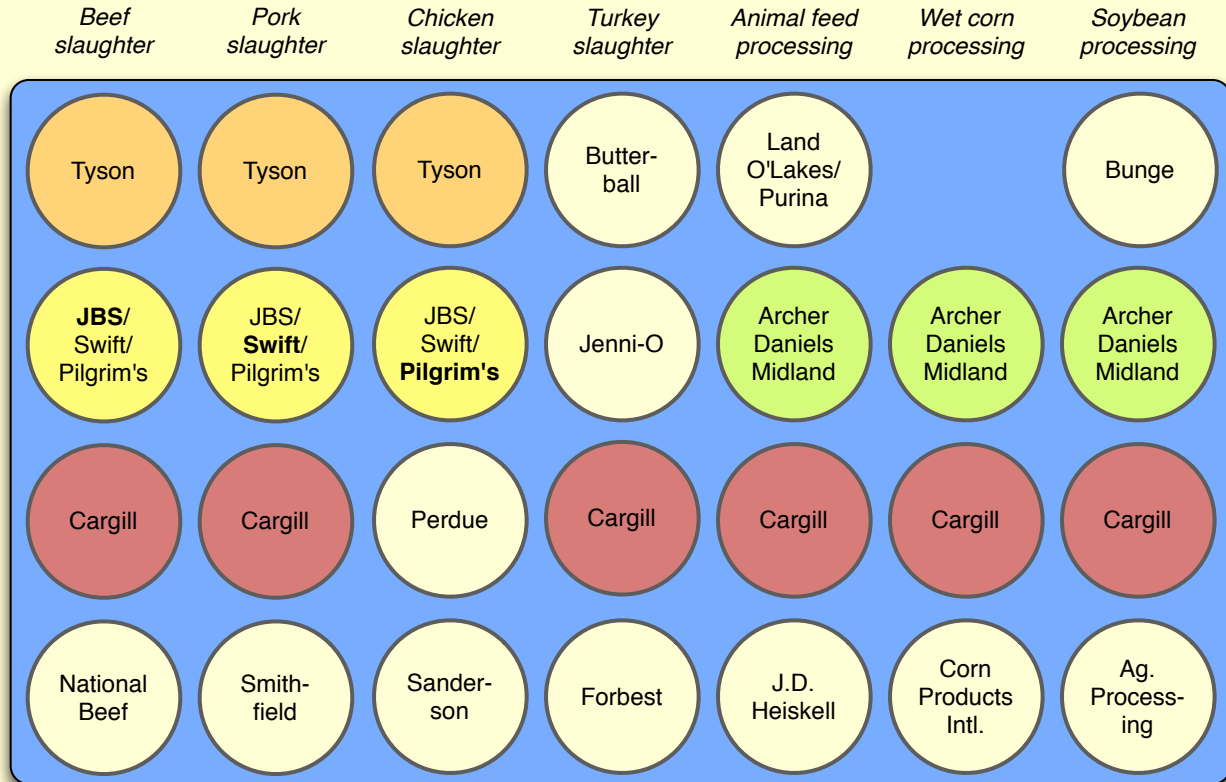 Beef
slaughter
Pork
slaughter
Chicken
slaughter
Turkey
slaughter
Animal feed
processing
Wet corn
processing
Soybean
processing
Tyson
Tyson
Tyson
Butter-
ball
Land
O'Lakes/
Purina
Bunge
JBS/
Swift/
Pilgrim's
JBS/
Swift/
Pilgrim's
JBS/
Swift/
Pilgrim's
Jenni-O
Archer
Daniels
Midland
Archer
Daniels
Midland
Archer
Daniels
Midland
Cargill
Cargill
Perdue
Cargill
Cargill
Cargill
Cargill
National
Beef
Smith-
field
Sander-
son
Forbest
J.D.
Heiskell
Corn
Products
Intl.
Ag.
Process-
ing